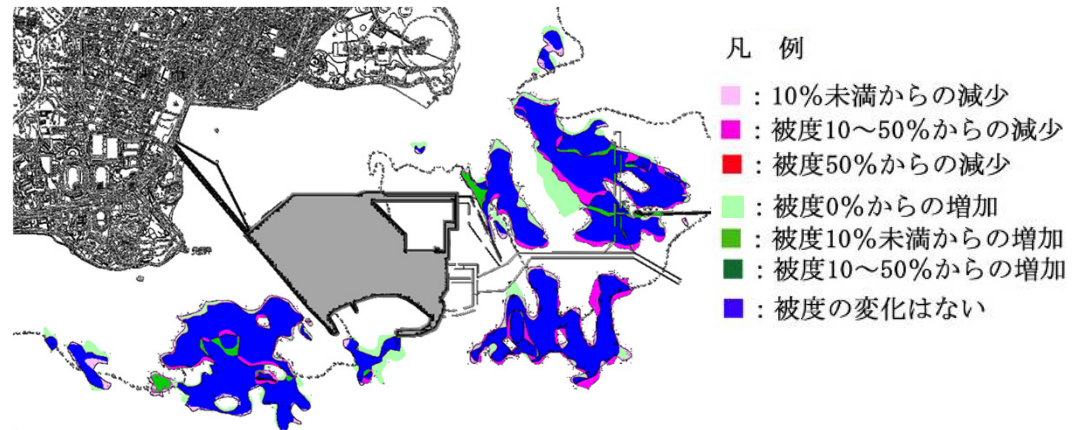 凡 例
：10%未満からの減少
：被度10～50%からの減少
：被度50%からの減少
：被度0%からの増加
：被度10%未満からの増加
：被度10～50%からの増加
：被度の変化はない